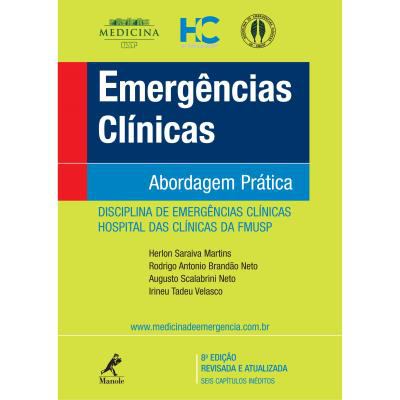 MEDICINA
USP
HC
Emergências
Clínicas
Abordagem Prática
DISCIPLINA DE EMERGÊNCIAS CLÍNICAS
HOSPITAL DAS CLÍNICAS DA FMUSP
Herlon Saraiva Martins
Rodrigo Antonio Brandão Neto
Augusto Scalabrini Neto
Irineu Tadeu Velasco
www.medicinadeemergencia.com.br
8ª EDIÇÃO
REVISADA E ATUALIZADA
SEIS CAPÍTULOS INÉDITOS
Manole